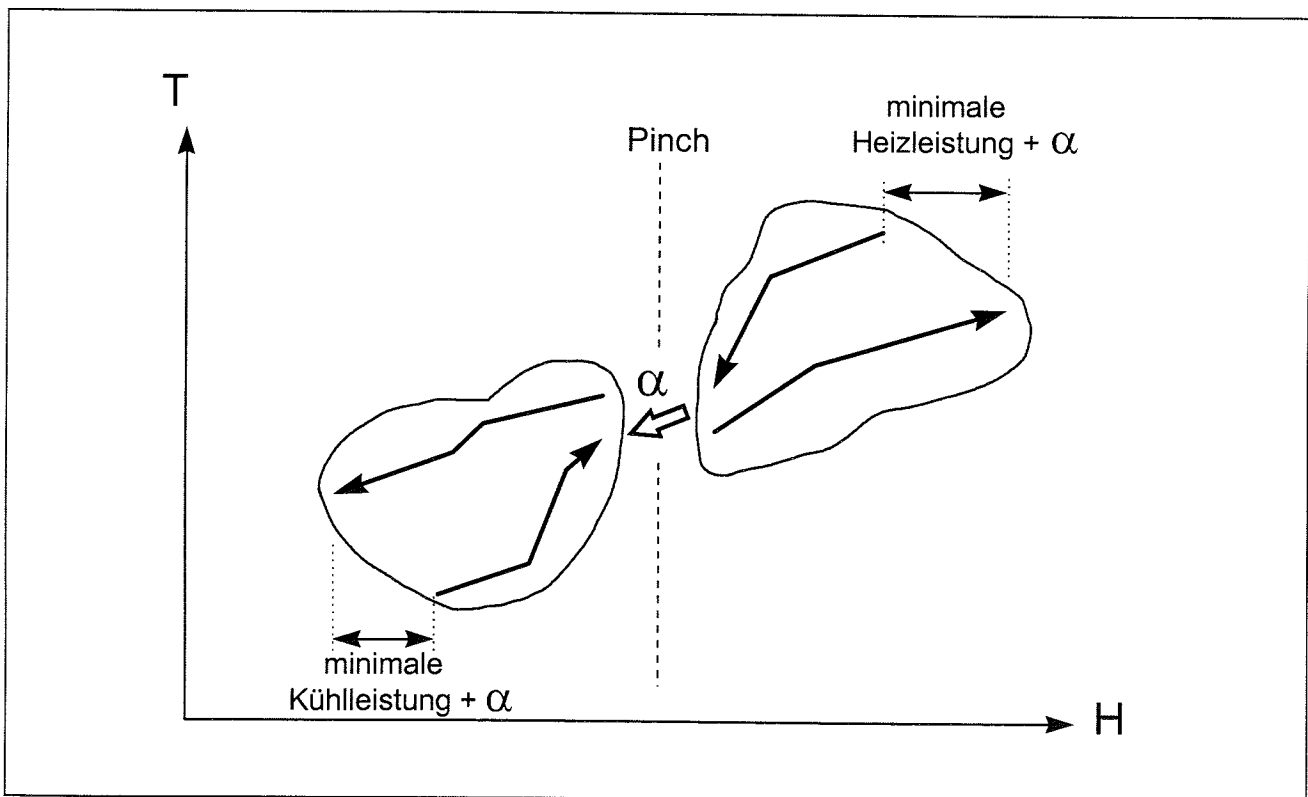 T
minimale
Heizleistung + α
Pinch
α
minimale
Kühlleistung + α
H